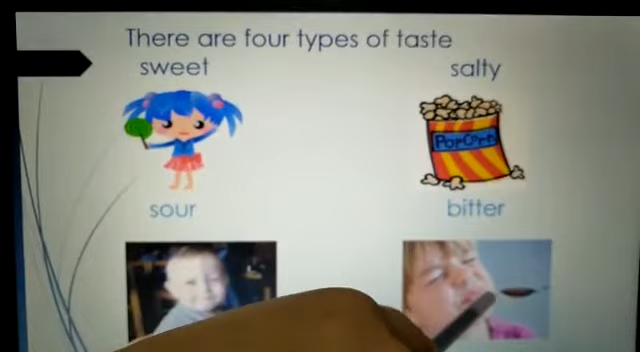 There are four types of taste
sweet
salty
PopCorn
sour
bitter